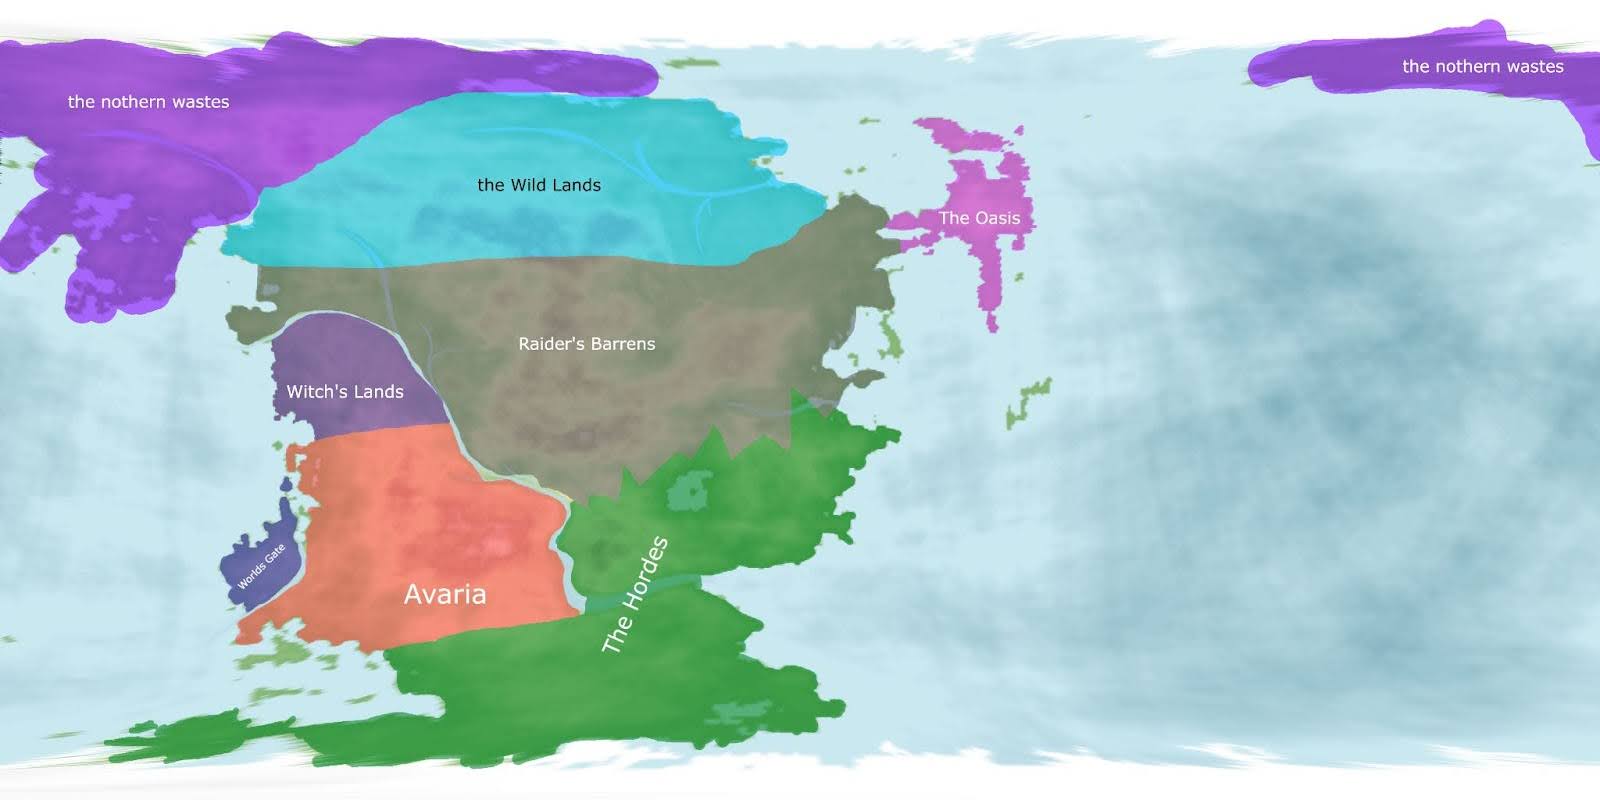 the nothern wastes
the nothern wastes
the Wild Lands
The Oasis
Raider's Barrens
Witch's Lands
Worlds Gate
Avaria
The Hordes